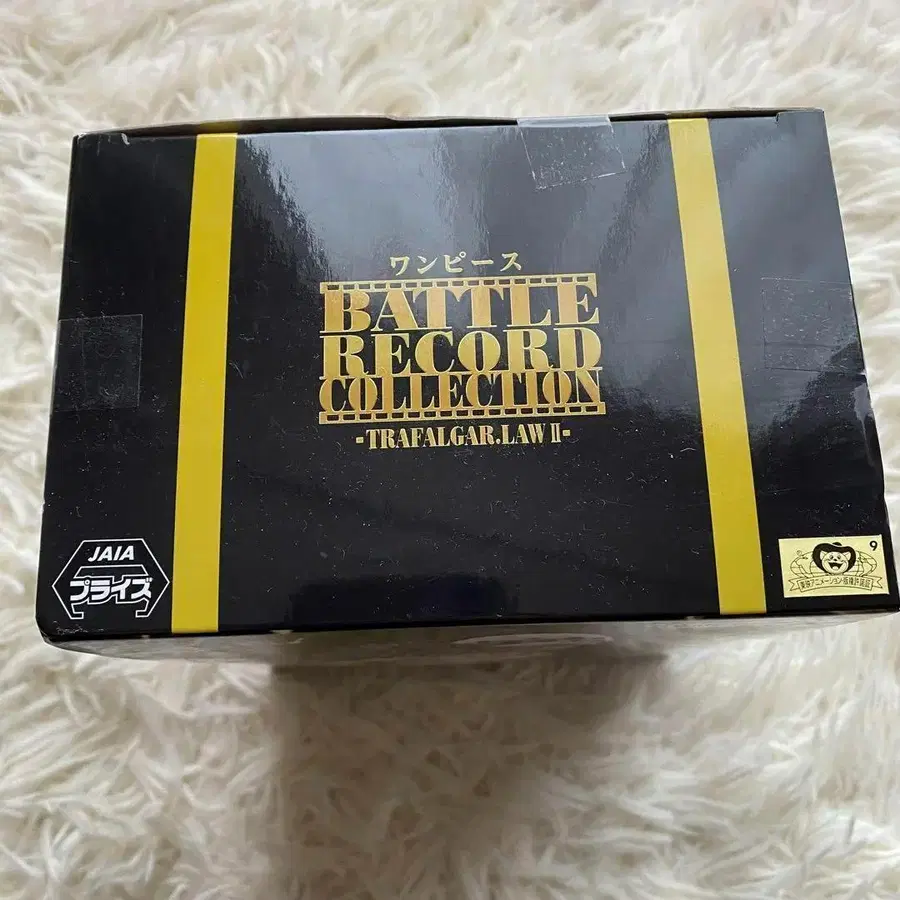 ワンピース
BATTLE
RECORD
COLLECTION
-TRAFALGAR.LAW II-
JAIA
プライズ
9
東映アニメーション・版権許諾証